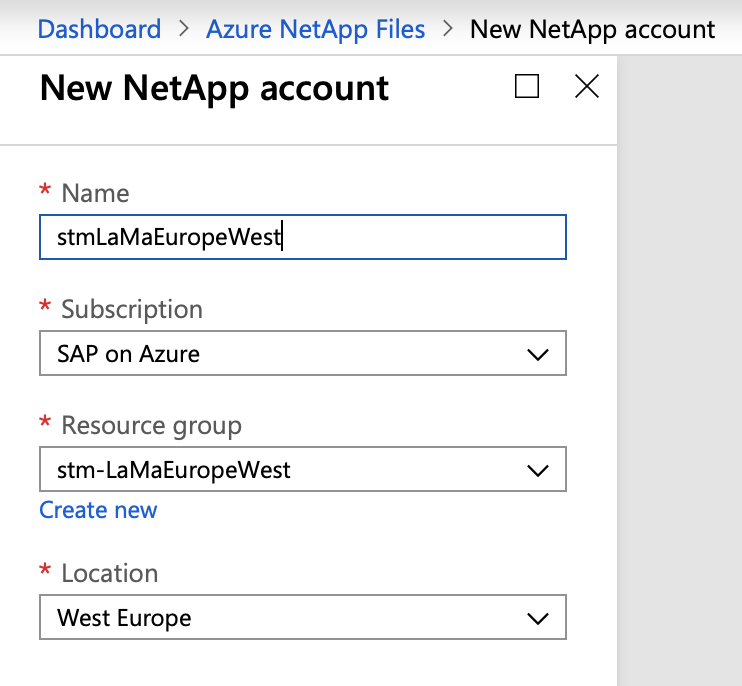 Dashboard > Azure NetApp Files > New NetApp account
New NetApp account
* Name
stmLaMaEuropeWest
* Subscription
SAP on Azure
* Resource group
stm-LaMaEuropeWest
Create new
* Location
West Europe